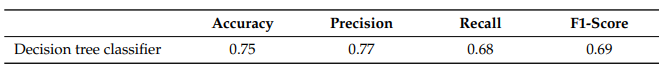 Accuracy Precision Recall F1-Score
Decision tree classifier 0.75 0.77 0.68 0.69